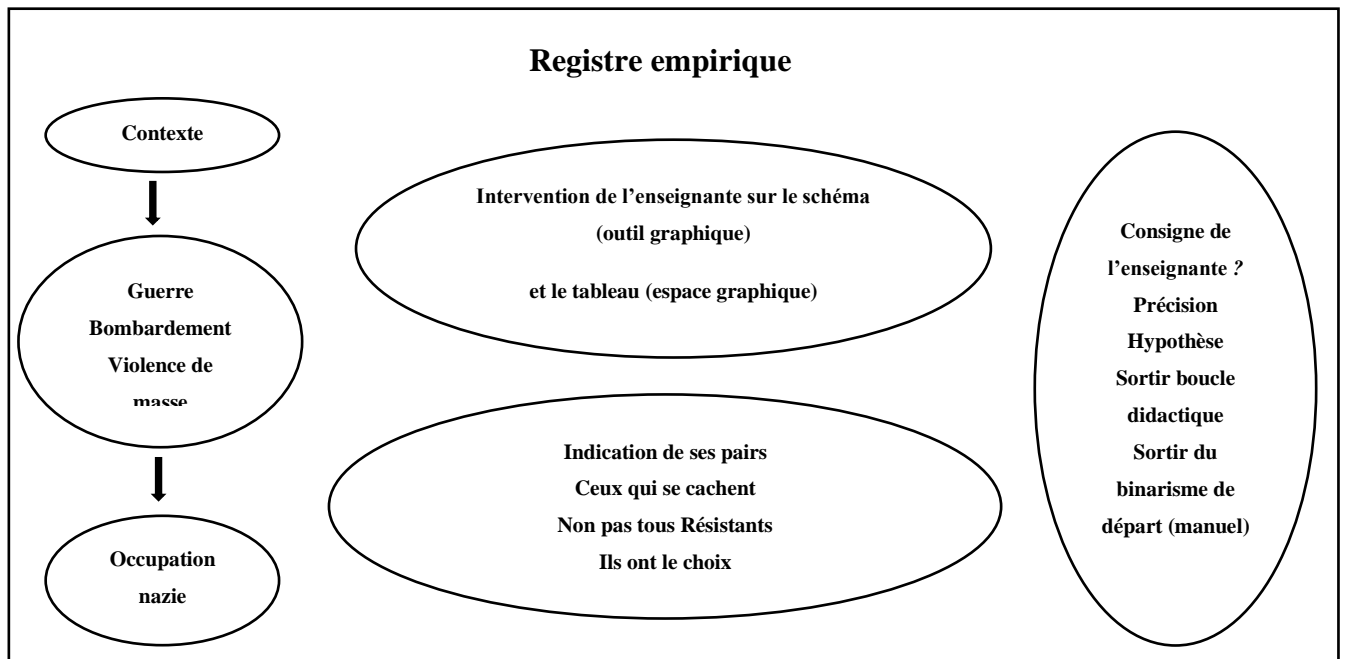 Registre empirique
Contexte
Guerre
Bombardement
Violence de
masse
Occupation
nazie
Intervention de l’enseignante sur le schéma
(outil graphique)
et le tableau (espace graphique)
Indication de ses pairs
Ceux qui se cachent
Non pas tous Résistants
Ils ont le choix
Consigne de
l’enseignante ?
Précision
Hypothèse
Sortir boucle
didactique
Sortir du
binarisme de
départ (manuel)